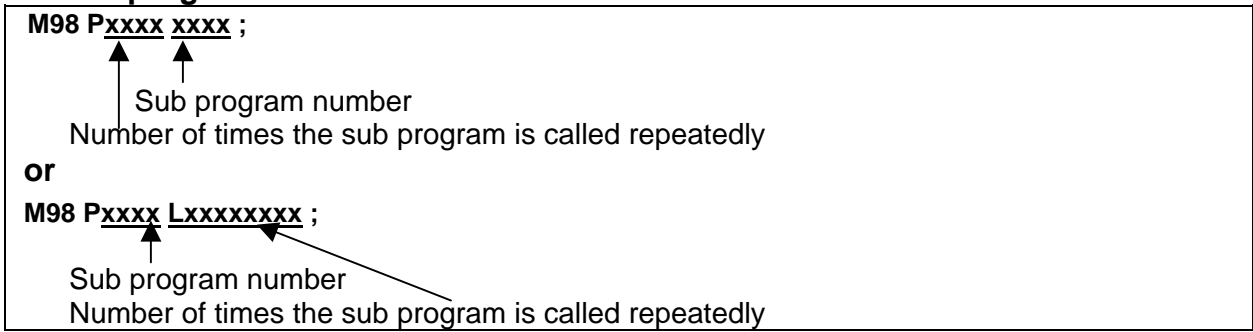 M98 Pxxxx xxxx ;
Sub program number
Number of times the sub program is called repeatedly
or
M98 Pxxxx Lxxxxxxxx ;
Sub program number
Number of times the sub program is called repeatedly